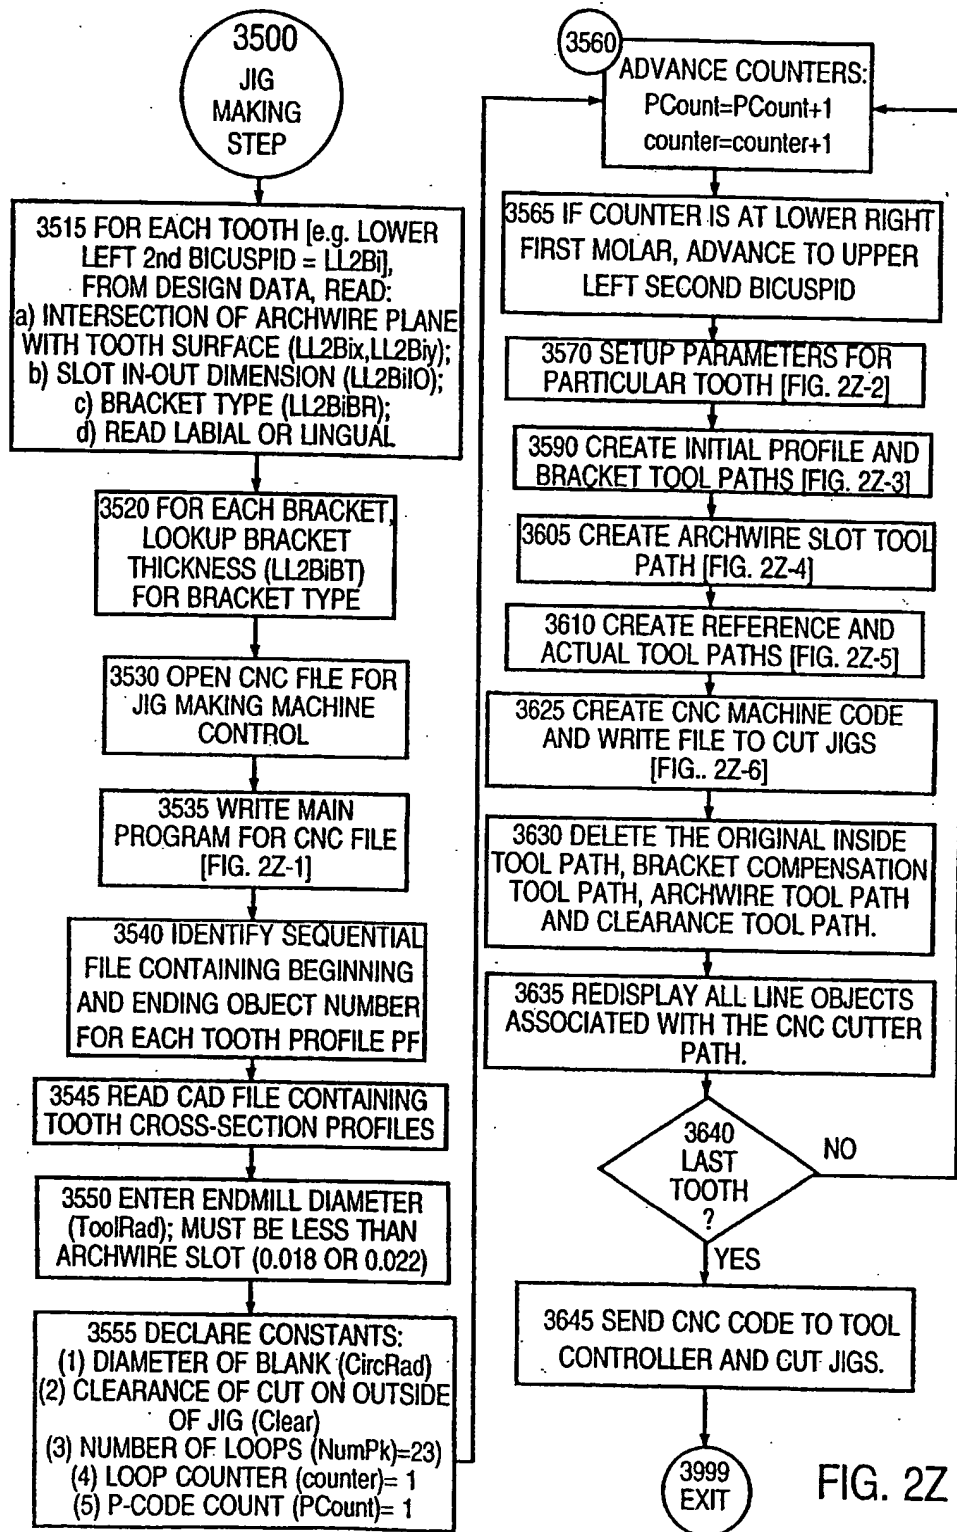 3500
JIG
MAKING
STEP
3515 FOR EACH TOOTH [e.g. LOWER
LEFT 2nd BICUSPID = LL2Bi],
FROM DESIGN DATA, READ:
a) INTERSECTION OF ARCHWIRE PLANE
WITH TOOTH SURFACE (LL2Bix,LL2Biy);
b) SLOT IN-OUT DIMENSION (LL2BiIO);
c) BRACKET TYPE (LL2BiBR);
d) READ LABIAL OR LINGUAL
3520 FOR EACH BRACKET,
LOOKUP BRACKET
THICKNESS (LL2BiBT)
FOR BRACKET TYPE
3530 OPEN CNC FILE FOR
JIG MAKING MACHINE
CONTROL
3535 WRITE MAIN
PROGRAM FOR CNC FILE
[FIG. 2Z-1]
3540 IDENTIFY SEQUENTIAL
FILE CONTAINING BEGINNING
AND ENDING OBJECT NUMBER
FOR EACH TOOTH PROFILE PF
3545 READ CAD FILE CONTAINING
TOOTH CROSS-SECTION PROFILES
3550 ENTER ENDMILL DIAMETER
(ToolRad); MUST BE LESS THAN
ARCHWIRE SLOT (0.018 OR 0.022)
3555 DECLARE CONSTANTS:
(1) DIAMETER OF BLANK (CircRad)
(2) CLEARANCE OF CUT ON OUTSIDE
OF JIG (Clear)
(3) NUMBER OF LOOPS (NumPk)=23)
(4) LOOP COUNTER (counter)= 1
(5) P-CODE COUNT (PCount)= 1
3560
ADVANCE COUNTERS:
PCount=PCount+1
counter=counter+1
3565 IF COUNTER IS AT LOWER RIGHT
FIRST MOLAR, ADVANCE TO UPPER
LEFT SECOND BICUSPID
3570 SETUP PARAMETERS FOR
PARTICULAR TOOTH [FIG. 2Z-2]
3590 CREATE INITIAL PROFILE AND
BRACKET TOOL PATHS [FIG. 2Z-3]
3605 CREATE ARCHWIRE SLOT TOOL
PATH [FIG. 2Z-4]
3610 CREATE REFERENCE AND
ACTUAL TOOL PATHS [FIG. 2Z-5]
3625 CREATE CNC MACHINE CODE
AND WRITE FILE TO CUT JIGS
[FIG.. 2Z-6]
3630 DELETE THE ORIGINAL INSIDE
TOOL PATH, BRACKET COMPENSATION
TOOL PATH, ARCHWIRE TOOL PATH
AND CLEARANCE TOOL PATH.
3635 REDISPLAY ALL LINE OBJECTS
ASSOCIATED WITH THE CNC CUTTER
PATH.
3640
LAST
TOOTH
?
NO
YES
3645 SEND CNC CODE TO TOOL
CONTROLLER AND CUT JIGS.
3999
EXIT
FIG. 2Z